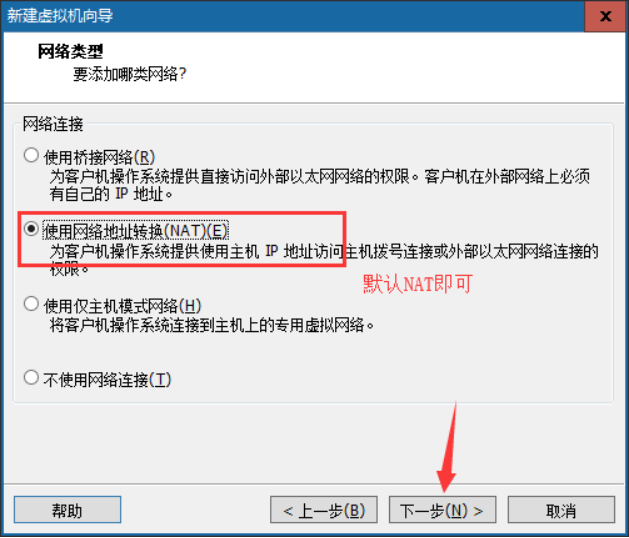 新建虚拟机向导
x
网络类型
要添加哪类网络?
网络连接
使用桥接网络(R)
为客户机操作系统提供直接访问外部以太网网络的权限。客户机在外部网络上必须
有自己的 IP 地址。
使用网络地址转换(NAT)(E)
为客户机操作系统提供使用主机 IP 地址访问主机拨号连接或外部以太网网络连接的
权限。
默认NAT即可
使用仅主机模式网络(H)
将客户机操作系统连接到主机上的专用虚拟网络。
不使用网络连接(T)
帮助
< 上一步(B)
下一步(N) >
取消